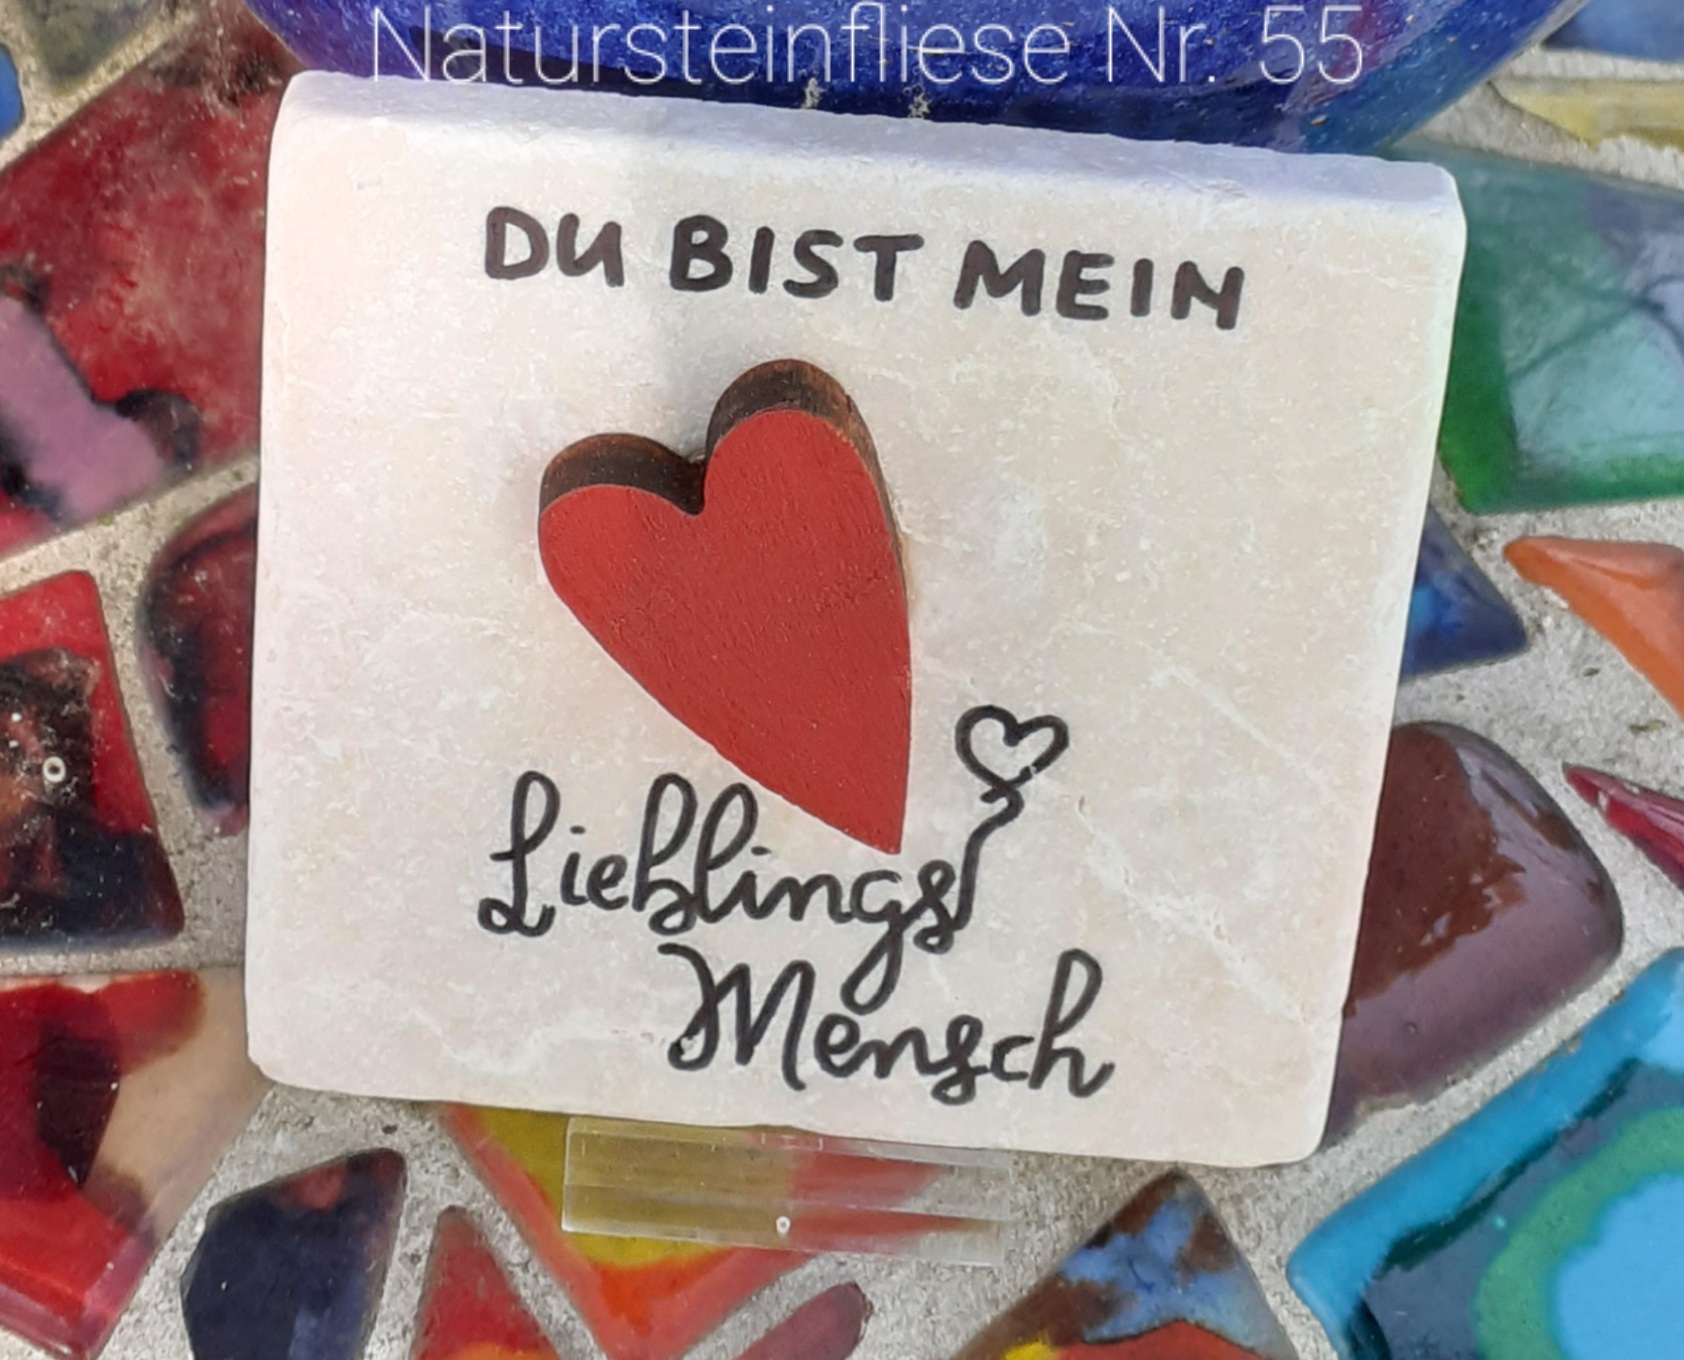 Natursteinfliese Nr. 55
DU BIST MEIN
Lieblings
Mensch